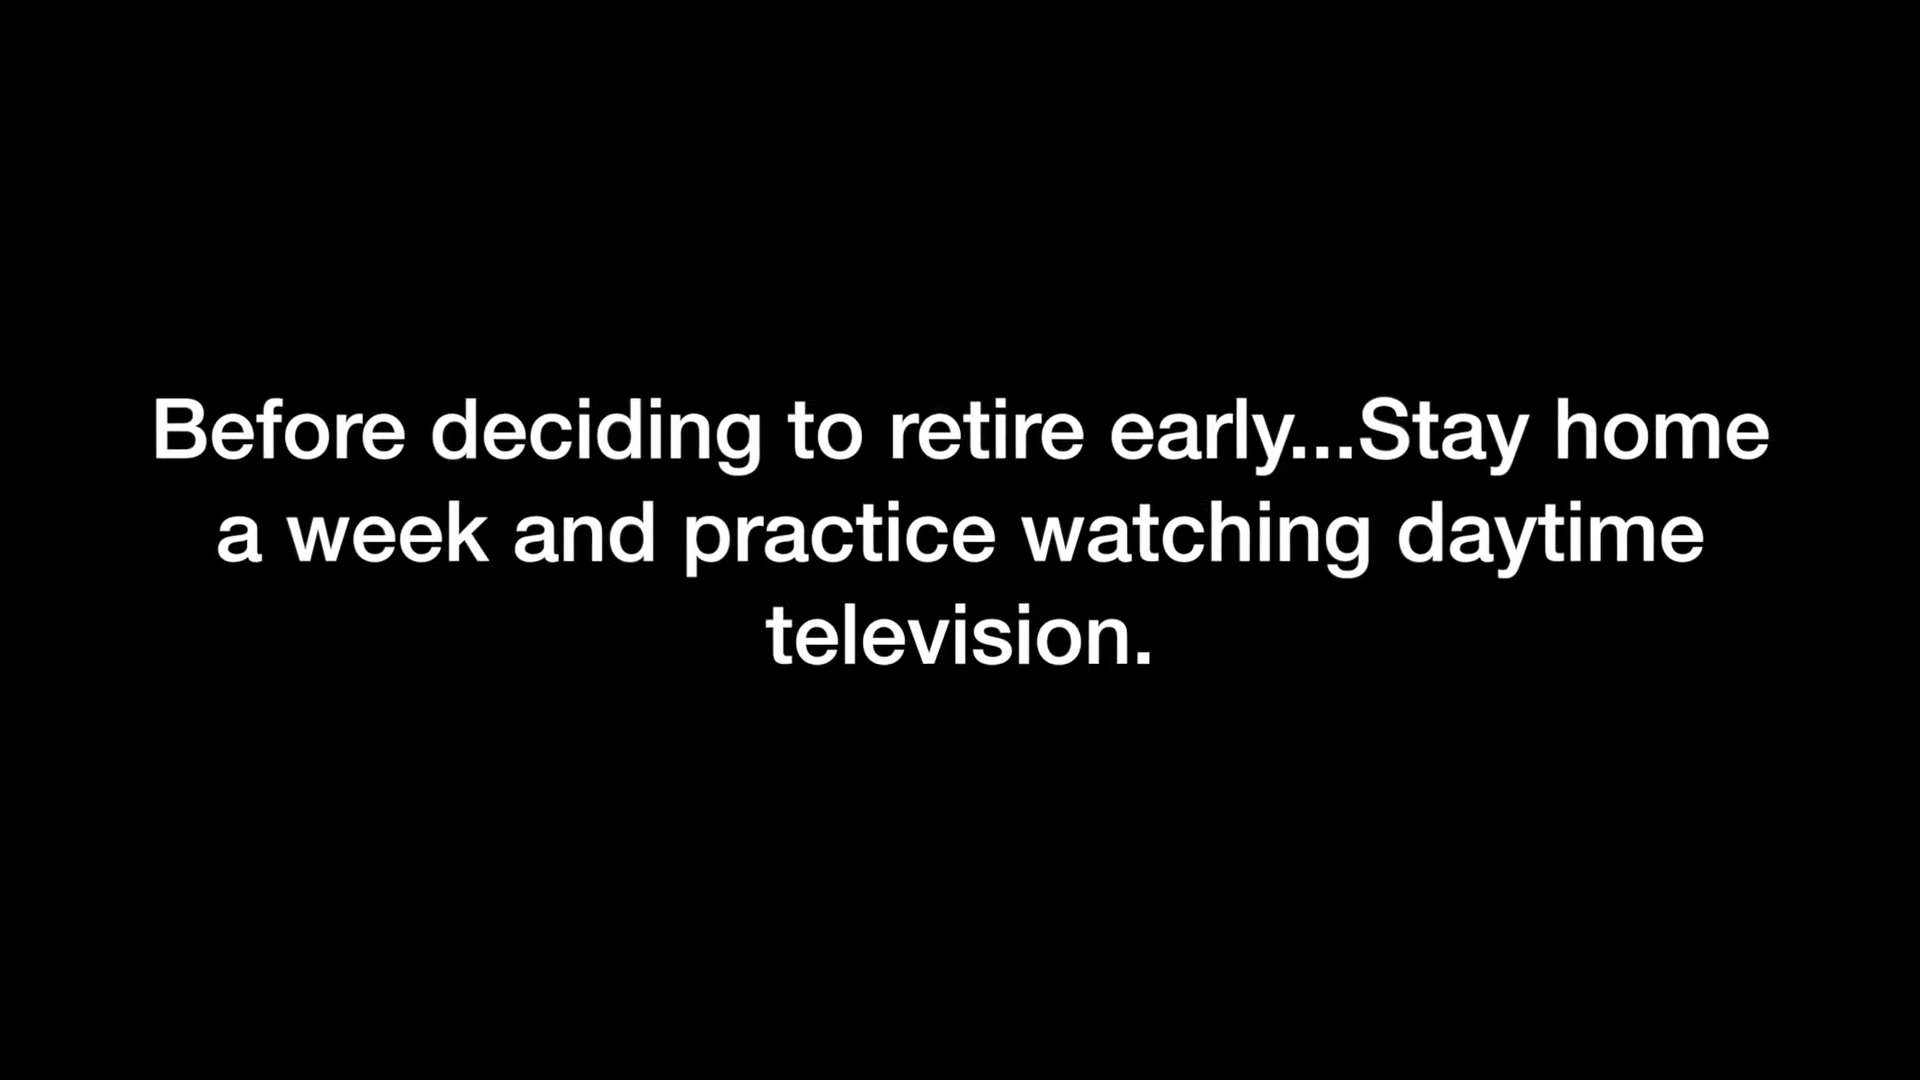 Before deciding to retire early...Stay home
a week and practice watching daytime
television.